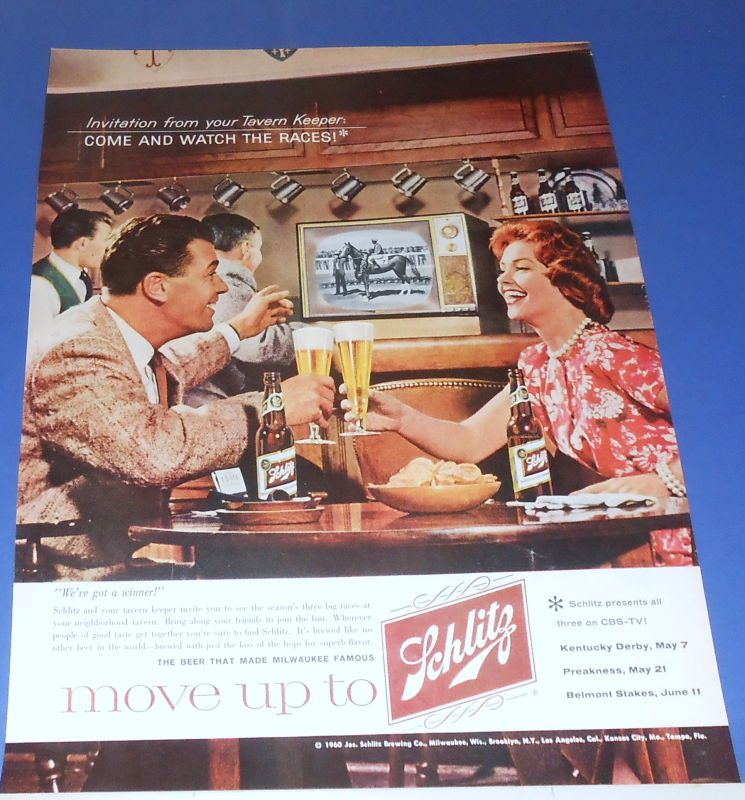 Invitation from your Tavern Keeper:
COME AND WATCH THE RACES!*
Schlitz
Schlitz
"We've got a winner!"
Schlitz and your tavern keeper invite you to see the season's three big races at
your neighborhood tavern. Bring along your friends to join the fun. Wherever
people of good taste get together you're sure to find Schlitz. It's brewed like no
other beer in the world—brewed with just the kiss of the hops for superb flavor.
THE BEER THAT MADE MILWAUKEE FAMOUS
move up to
Schlitz
®
* Schlitz presents all
three on CBS-TV!
Kentucky Derby, May 7
Preakness, May 21
Belmont Stakes, June 11
© 1960 Jos. Schlitz Brewing Co., Milwaukee, Wis., Brooklyn, N.Y., Los Angeles, Cal., Kansas City, Mo., Tampa, Fla.